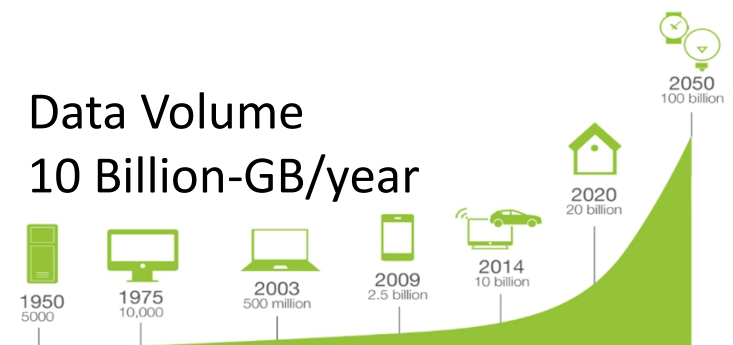 Data Volume
10 Billion-GB/year
1950
5000
1975
10,000
2003
500 million
2009
2.5 billion
2014
10 billion
2020
20 billion
2050
100 billion